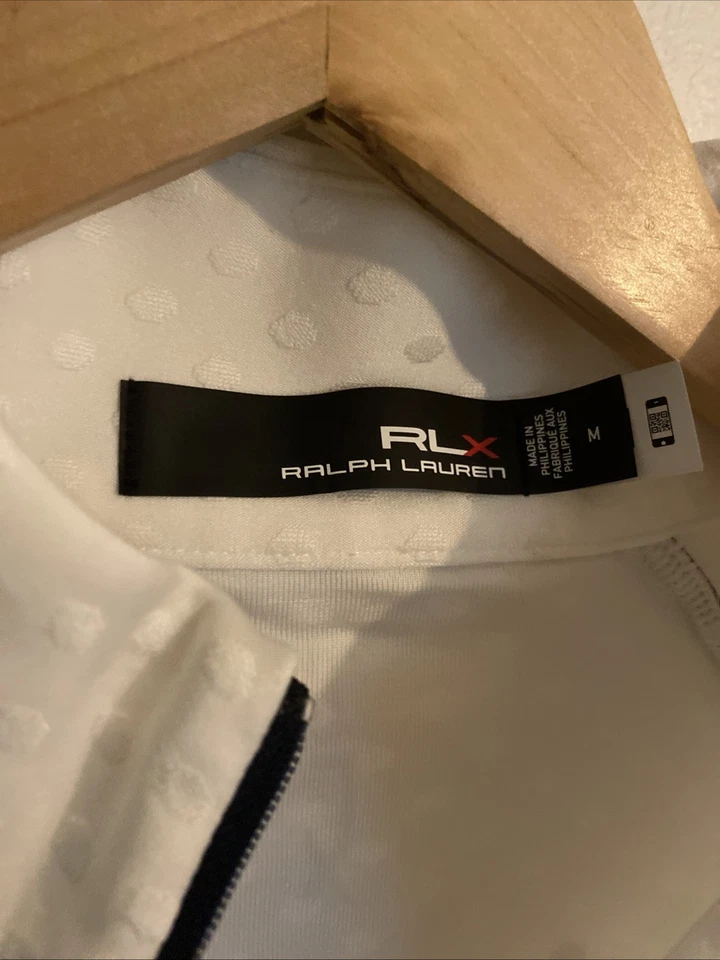 RLX
RALPH LAUREN
MADE IN
PHILIPPINES
FABRIQUÉ AUX
PHILIPPINES
M